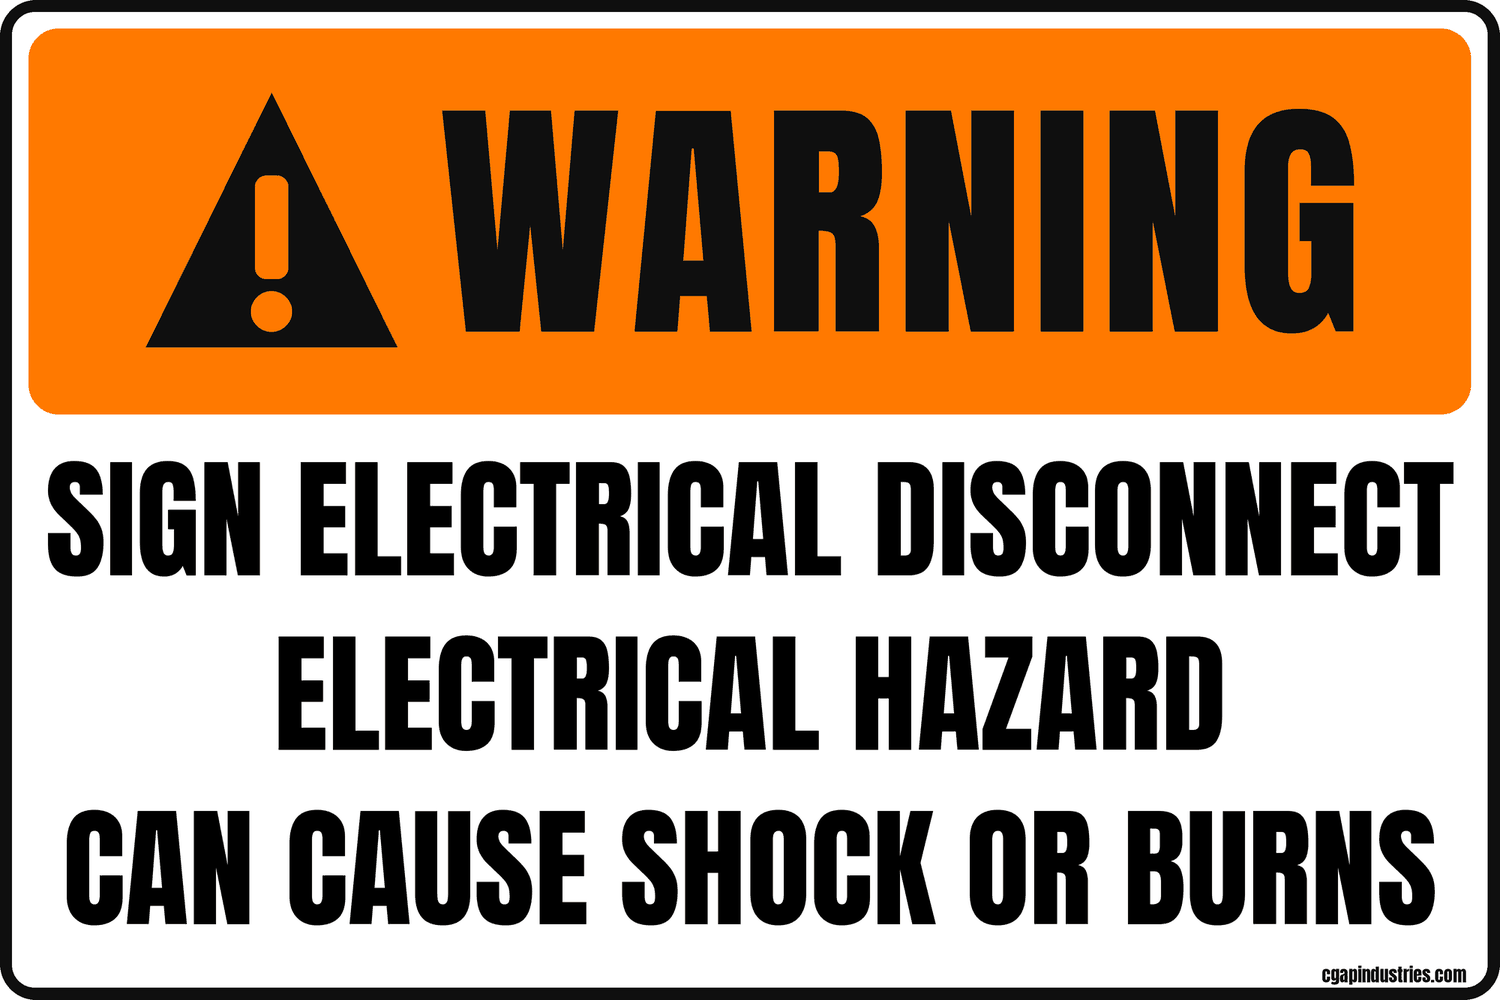 WARNING
SIGN ELECTRICAL DISCONNECT
ELECTRICAL HAZARD
CAN CAUSE SHOCK OR BURNS
cgapindustries.com